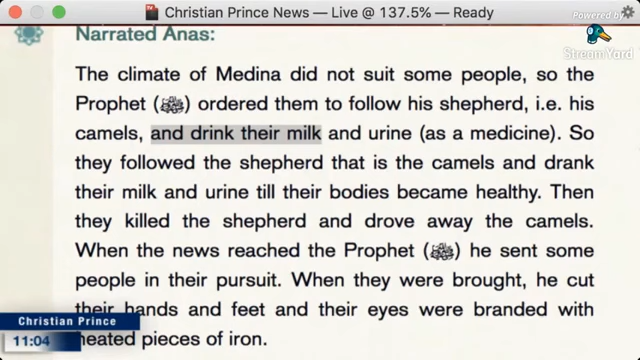 Christian Prince News — Live @ 137.5% — Ready
Powered by
StreamYard
Narrated Anas:
The climate of Medina did not suit some people, so the
Prophet (ﷺ) ordered them to follow his shepherd, i.e. his
camels, and drink their milk and urine (as a medicine). So
they followed the shepherd that is the camels and drank
their milk and urine till their bodies became healthy. Then
they killed the shepherd and drove away the camels.
When the news reached the Prophet (ﷺ) he sent some
people in their pursuit. When they were brought, he cut
their hands and feet and their eyes were branded with
heated pieces of iron.
Christian Prince
11:04